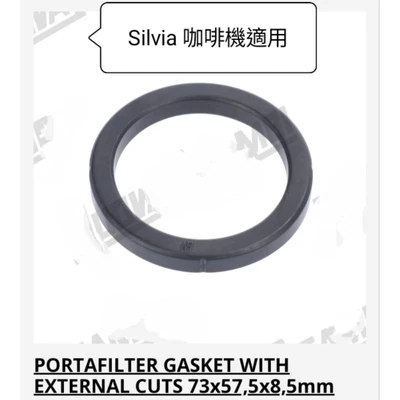 Silvia 咖啡機適用
PORTAFILTER GASKET WITH
EXTERNAL CUTS 73x57,5x8,5mm